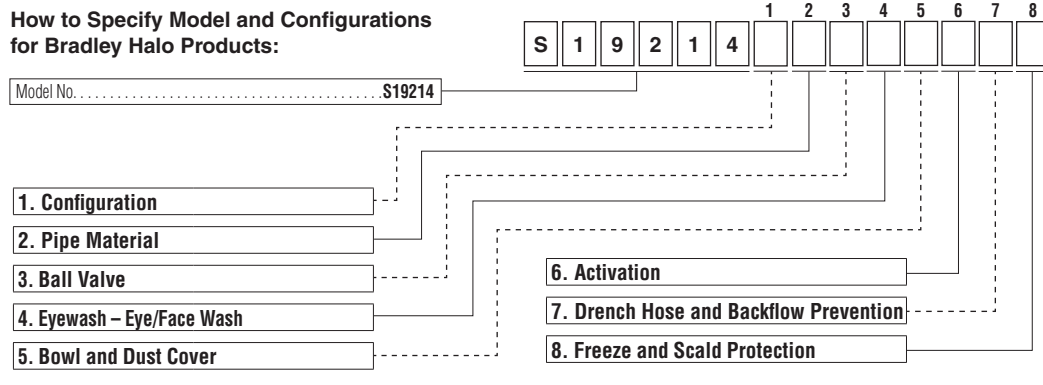 How to Specify Model and Configurations
for Bradley Halo Products:
1 2 3 4 5 6 7 8
S 1 9 2 1 4
Model No. . . . . . . . . . . . . . . . . . . . . . . . . . . . . . . . . . . . . . . . . .S19214
1. Configuration
2. Pipe Material
3. Ball Valve
4. Eyewash – Eye/Face Wash
5. Bowl and Dust Cover
6. Activation
7. Drench Hose and Backflow Prevention
8. Freeze and Scald Protection